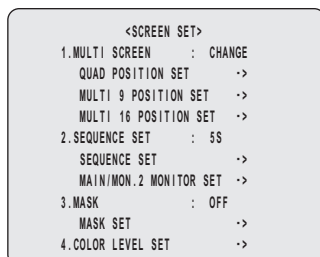 <SCREEN SET>
1.MULTI SCREEN : CHANGE
QUAD POSITION SET ->
MULTI 9 POSITION SET ->
MULTI 16 POSITION SET ->
2.SEQUENCE SET : 5S
SEQUENCE SET ->
MAIN/MON.2 MONITOR SET ->
3.MASK : OFF
MASK SET ->
4.COLOR LEVEL SET ->